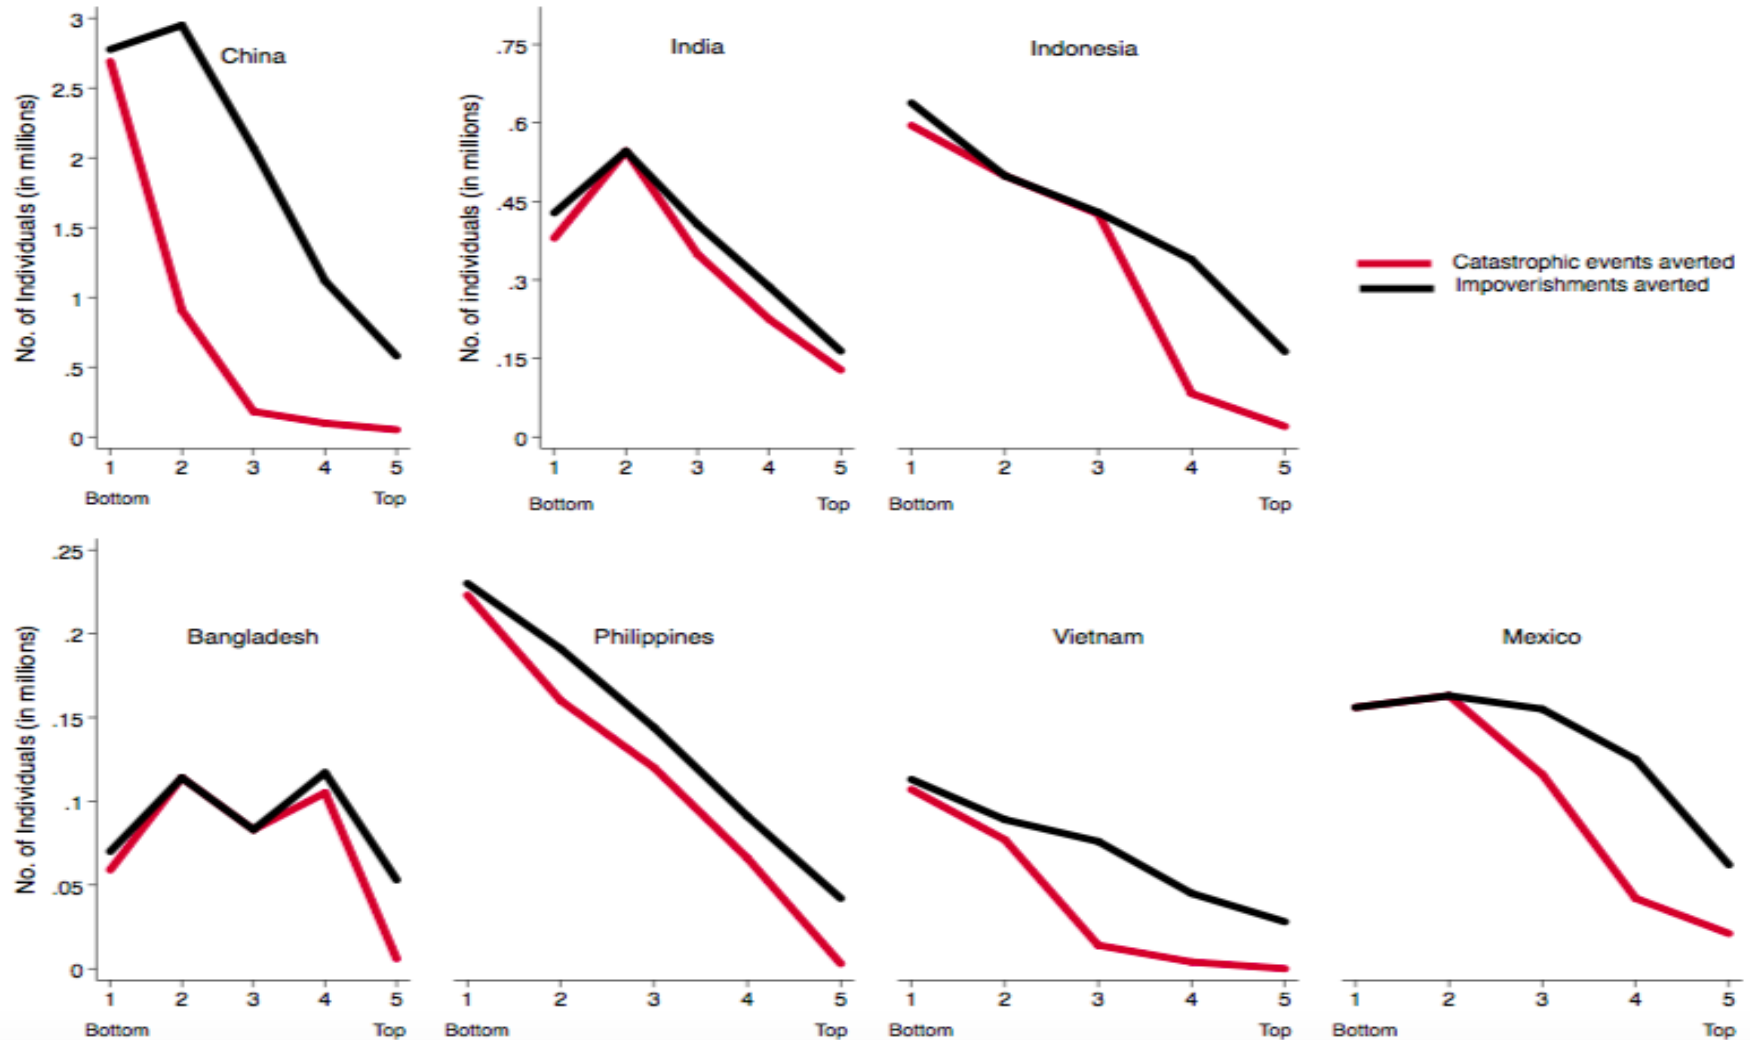 China
No. of Individuals (in millions)
3
2.5
2
1.5
1
.5
0
1 2 3 4 5
Bottom Top
India
No. of individuals (in millions)
.75
.6
.45
.3
.15
0
1 2 3 4 5
Bottom Top
Indonesia
1 2 3 4 5
Bottom Top
Catastrophic events averted
Impoverishments averted
Bangladesh
No. of Individuals (in millions)
.25
.2
.15
.1
.05
0
1 2 3 4 5
Bottom Top
Philippines
1 2 3 4 5
Bottom Top
Vietnam
1 2 3 4 5
Bottom Top
Mexico
1 2 3 4 5
Bottom Top